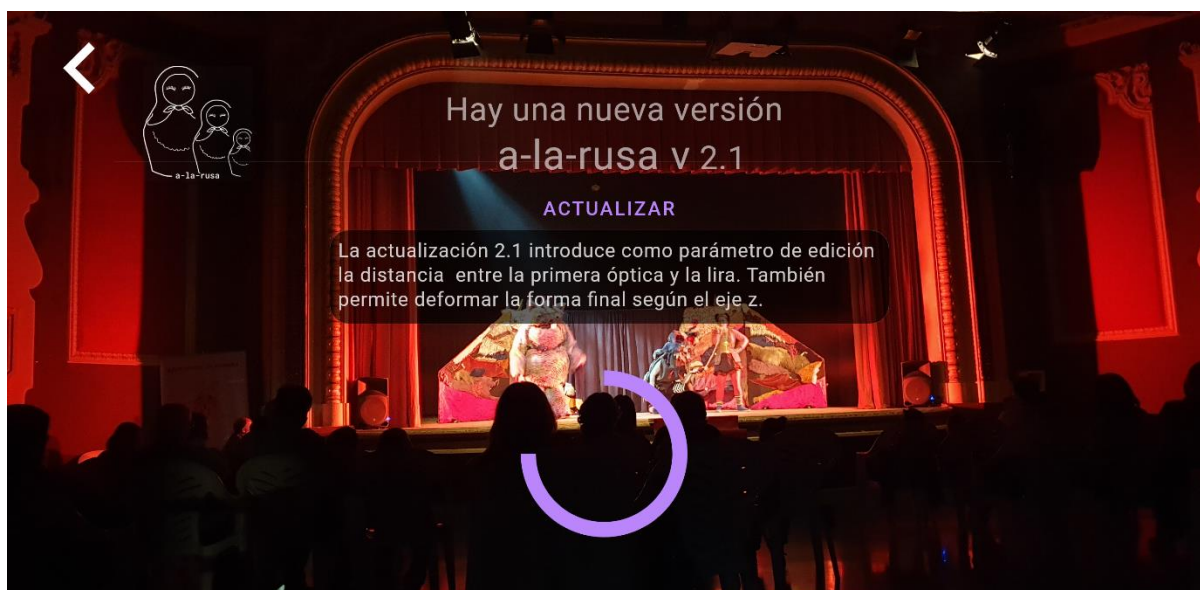 Hay una nueva versión
a-la-rusa v 2.1
a-la-rusa
ACTUALIZAR
La actualización 2.1 introduce como parámetro de edición
la distancia  entre la primera óptica y la lira. También
permite deformar la forma final según el eje z.